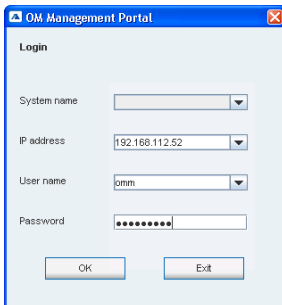 OM Management Portal
Login
System name
IP address 192.168.112.52
User name omm
Password •••••••••
OK Exit